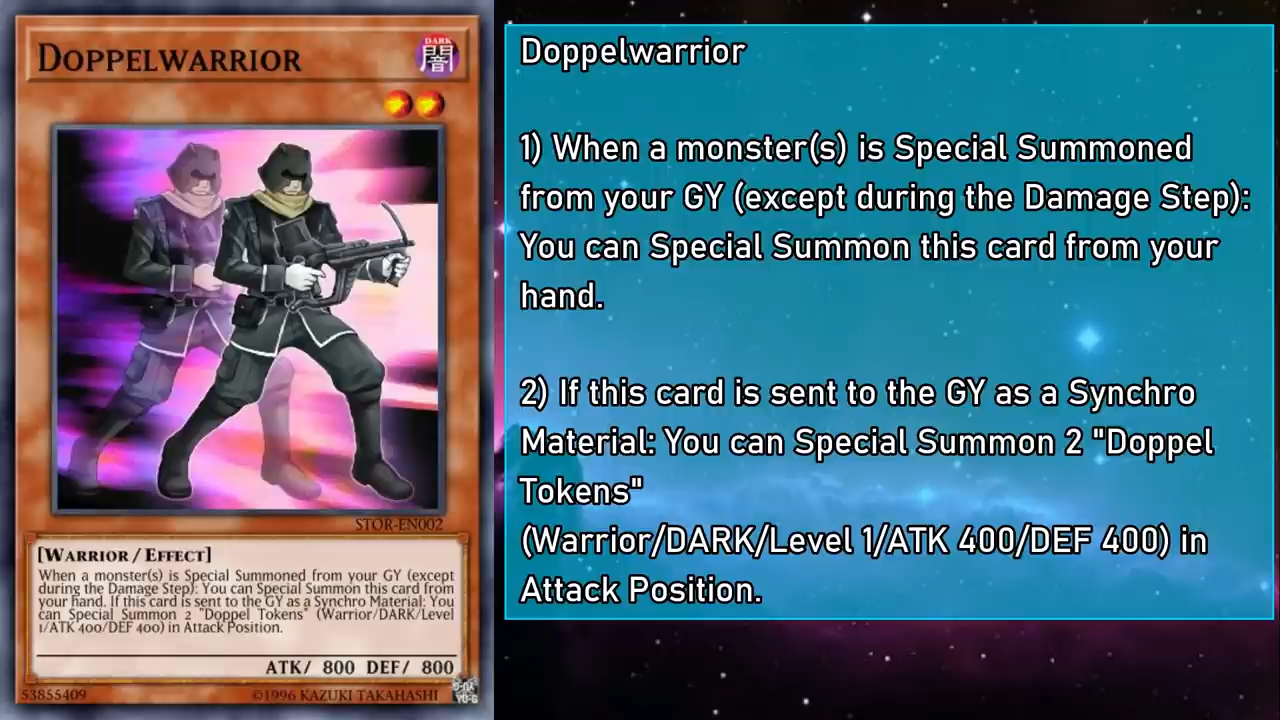 DOPPELWARRIOR
DARK
闇
STOR-EN002
[WARRIOR / EFFECT]
When a monster(s) is Special Summoned from your GY (except
during the Damage Step): You can Special Summon this card from
your hand. If this card is sent to the GY as a Synchro Material: You
can Special Summon 2 "Doppel Tokens" (Warrior/DARK/Level
1/ATK 400/DEF 400) in Attack Position.
ATK/ 800 DEF/ 800
53855409
©1996 KAZUKI TAKAHASHI
Doppelwarrior
1) When a monster(s) is Special Summoned
from your GY (except during the Damage Step):
You can Special Summon this card from your
hand.
2) If this card is sent to the GY as a Synchro
Material: You can Special Summon 2 "Doppel
Tokens"
(Warrior/DARK/Level 1/ATK 400/DEF 400) in
Attack Position.